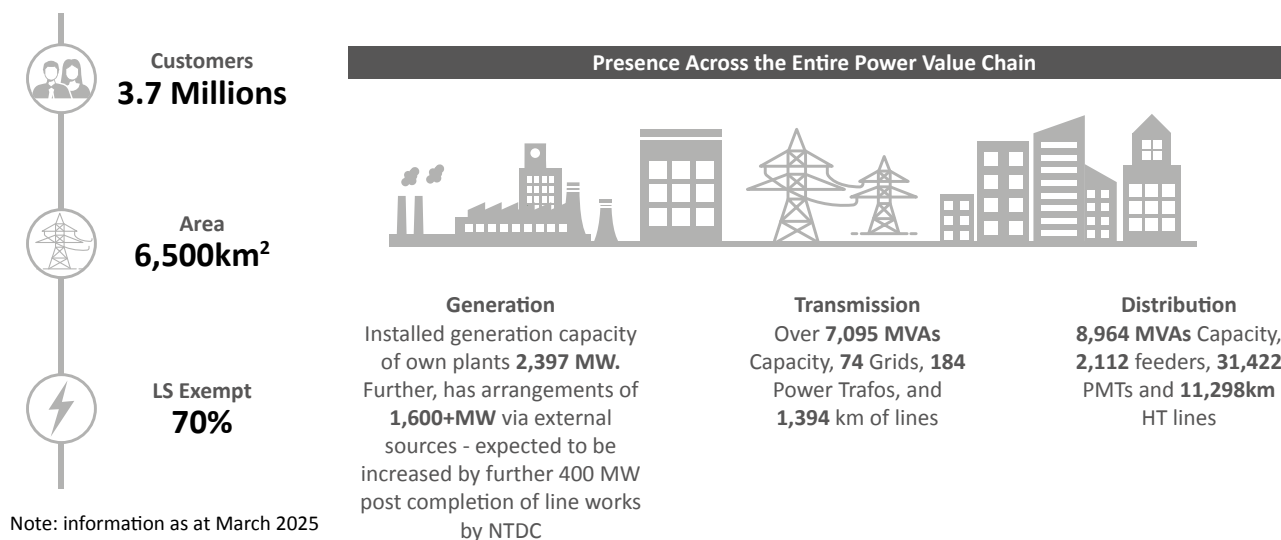 Customers
3.7 Millions
Area
6,500km²
LS Exempt
70%
Note: information as at March 2025
Presence Across the Entire Power Value Chain
Generation
Installed generation capacity
of own plants 2,397 MW.
Further, has arrangements of
1,600+MW via external
sources - expected to be
increased by further 400 MW
post completion of line works
by NTDC
Transmission
Over 7,095 MVAs
Capacity, 74 Grids, 184
Power Trafos, and
1,394 km of lines
Distribution
8,964 MVAs Capacity,
2,112 feeders, 31,422
PMTs and 11,298km
HT lines